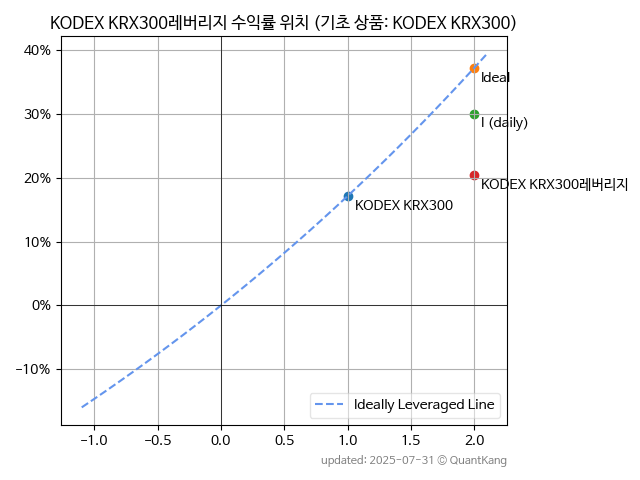 KODEX KRX300레버리지 수익률 위치 (기초 상품: KODEX KRX300)
40%
Ideal
30%
I (daily)
20%
KODEX KRX300레버리지
KODEX KRX300
10%
0%
−10%
Ideally Leveraged Line
−1.0 −0.5 0.0 0.5 1.0 1.5 2.0
updated: 2025-07-31 © QuantKang